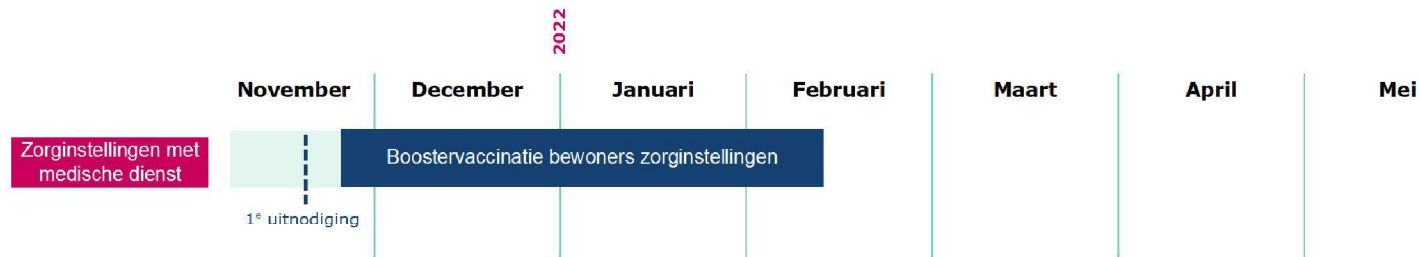 2022
November December Januari Februari Maart April Mei
Zorginstellingen met
medische dienst
Boostervaccinatie bewoners zorginstellingen
1e uitnodiging